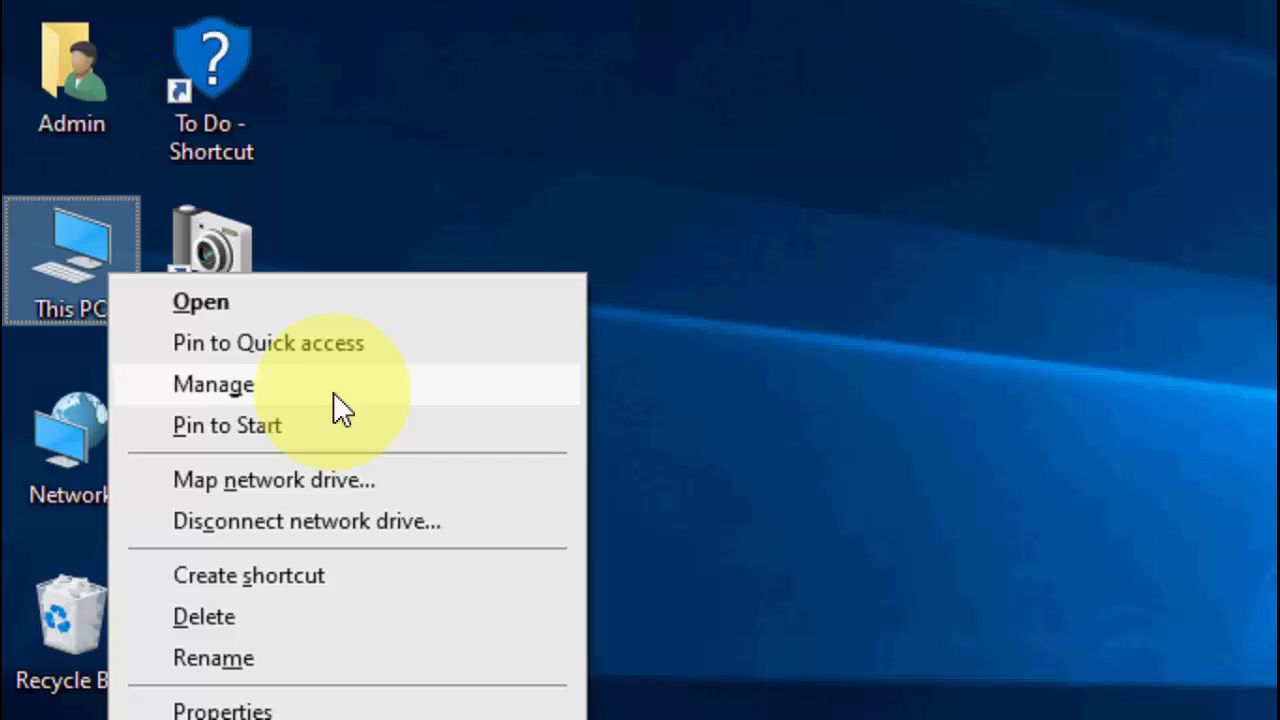 Admin
To Do -
Shortcut
This PC
Open
Pin to Quick access
Manage
Pin to Start
Map network drive...
Disconnect network drive...
Create shortcut
Delete
Rename
Properties
Network
Recycle B